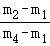 m₂ − m₁
m₄ − m₁